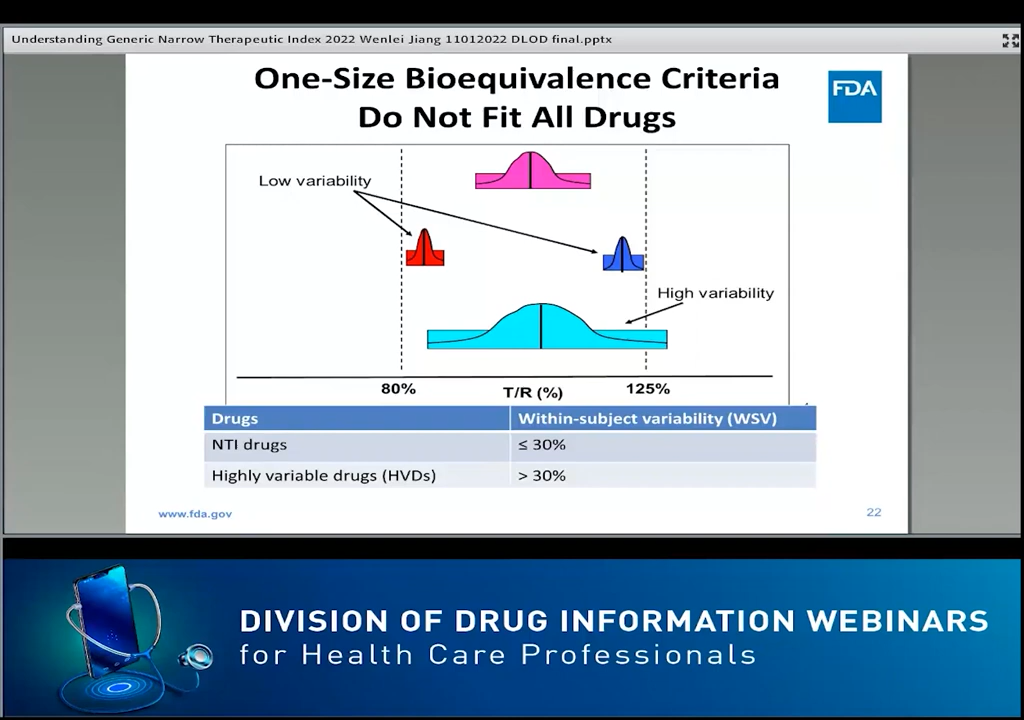 Understanding Generic Narrow Therapeutic Index 2022 Wenlei Jiang 11012022 DLOD final.pptx
One-Size Bioequivalence Criteria
Do Not Fit All Drugs
FDA
Low variability
High variability
80%
T/R (%)
125%
Drugs
Within-subject variability (WSV)
NTI drugs
≤ 30%
Highly variable drugs (HVDs)
> 30%
www.fda.gov
22
DIVISION OF DRUG INFORMATION WEBINARS
for Health Care Professionals